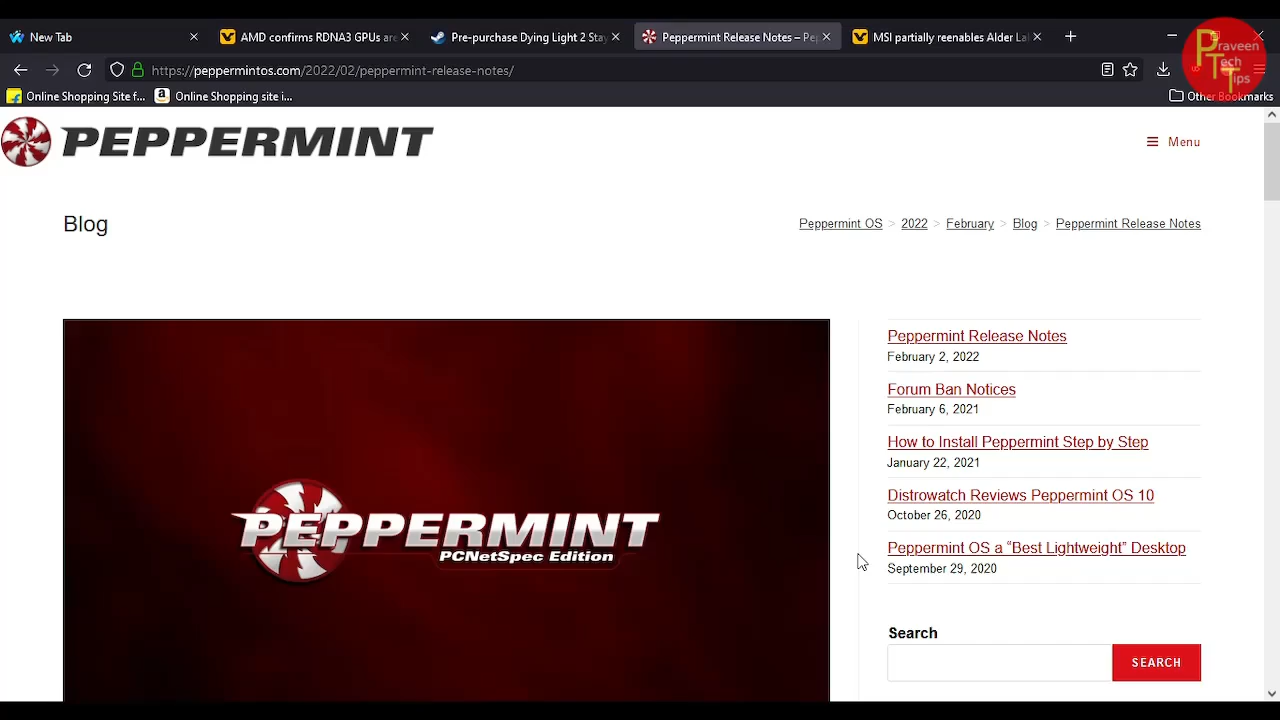 New Tab
AMD confirms RDNA3 GPUs are
Pre-purchase Dying Light 2 Stay
Peppermint Release Notes – Pe
MSI partially reenables Alder La
Praveen
Tech
Tips
https://peppermintos.com/2022/02/peppermint-release-notes/
Online Shopping Site f...
Online Shopping site i...
Other Bookmarks
PEPPERMINT
Menu
Blog
Peppermint OS > 2022 > February > Blog > Peppermint Release Notes
PEPPERMINT
PCNetSpec Edition
Peppermint Release Notes
February 2, 2022
Forum Ban Notices
February 6, 2021
How to Install Peppermint Step by Step
January 22, 2021
Distrowatch Reviews Peppermint OS 10
October 26, 2020
Peppermint OS a “Best Lightweight” Desktop
September 29, 2020
Search
SEARCH